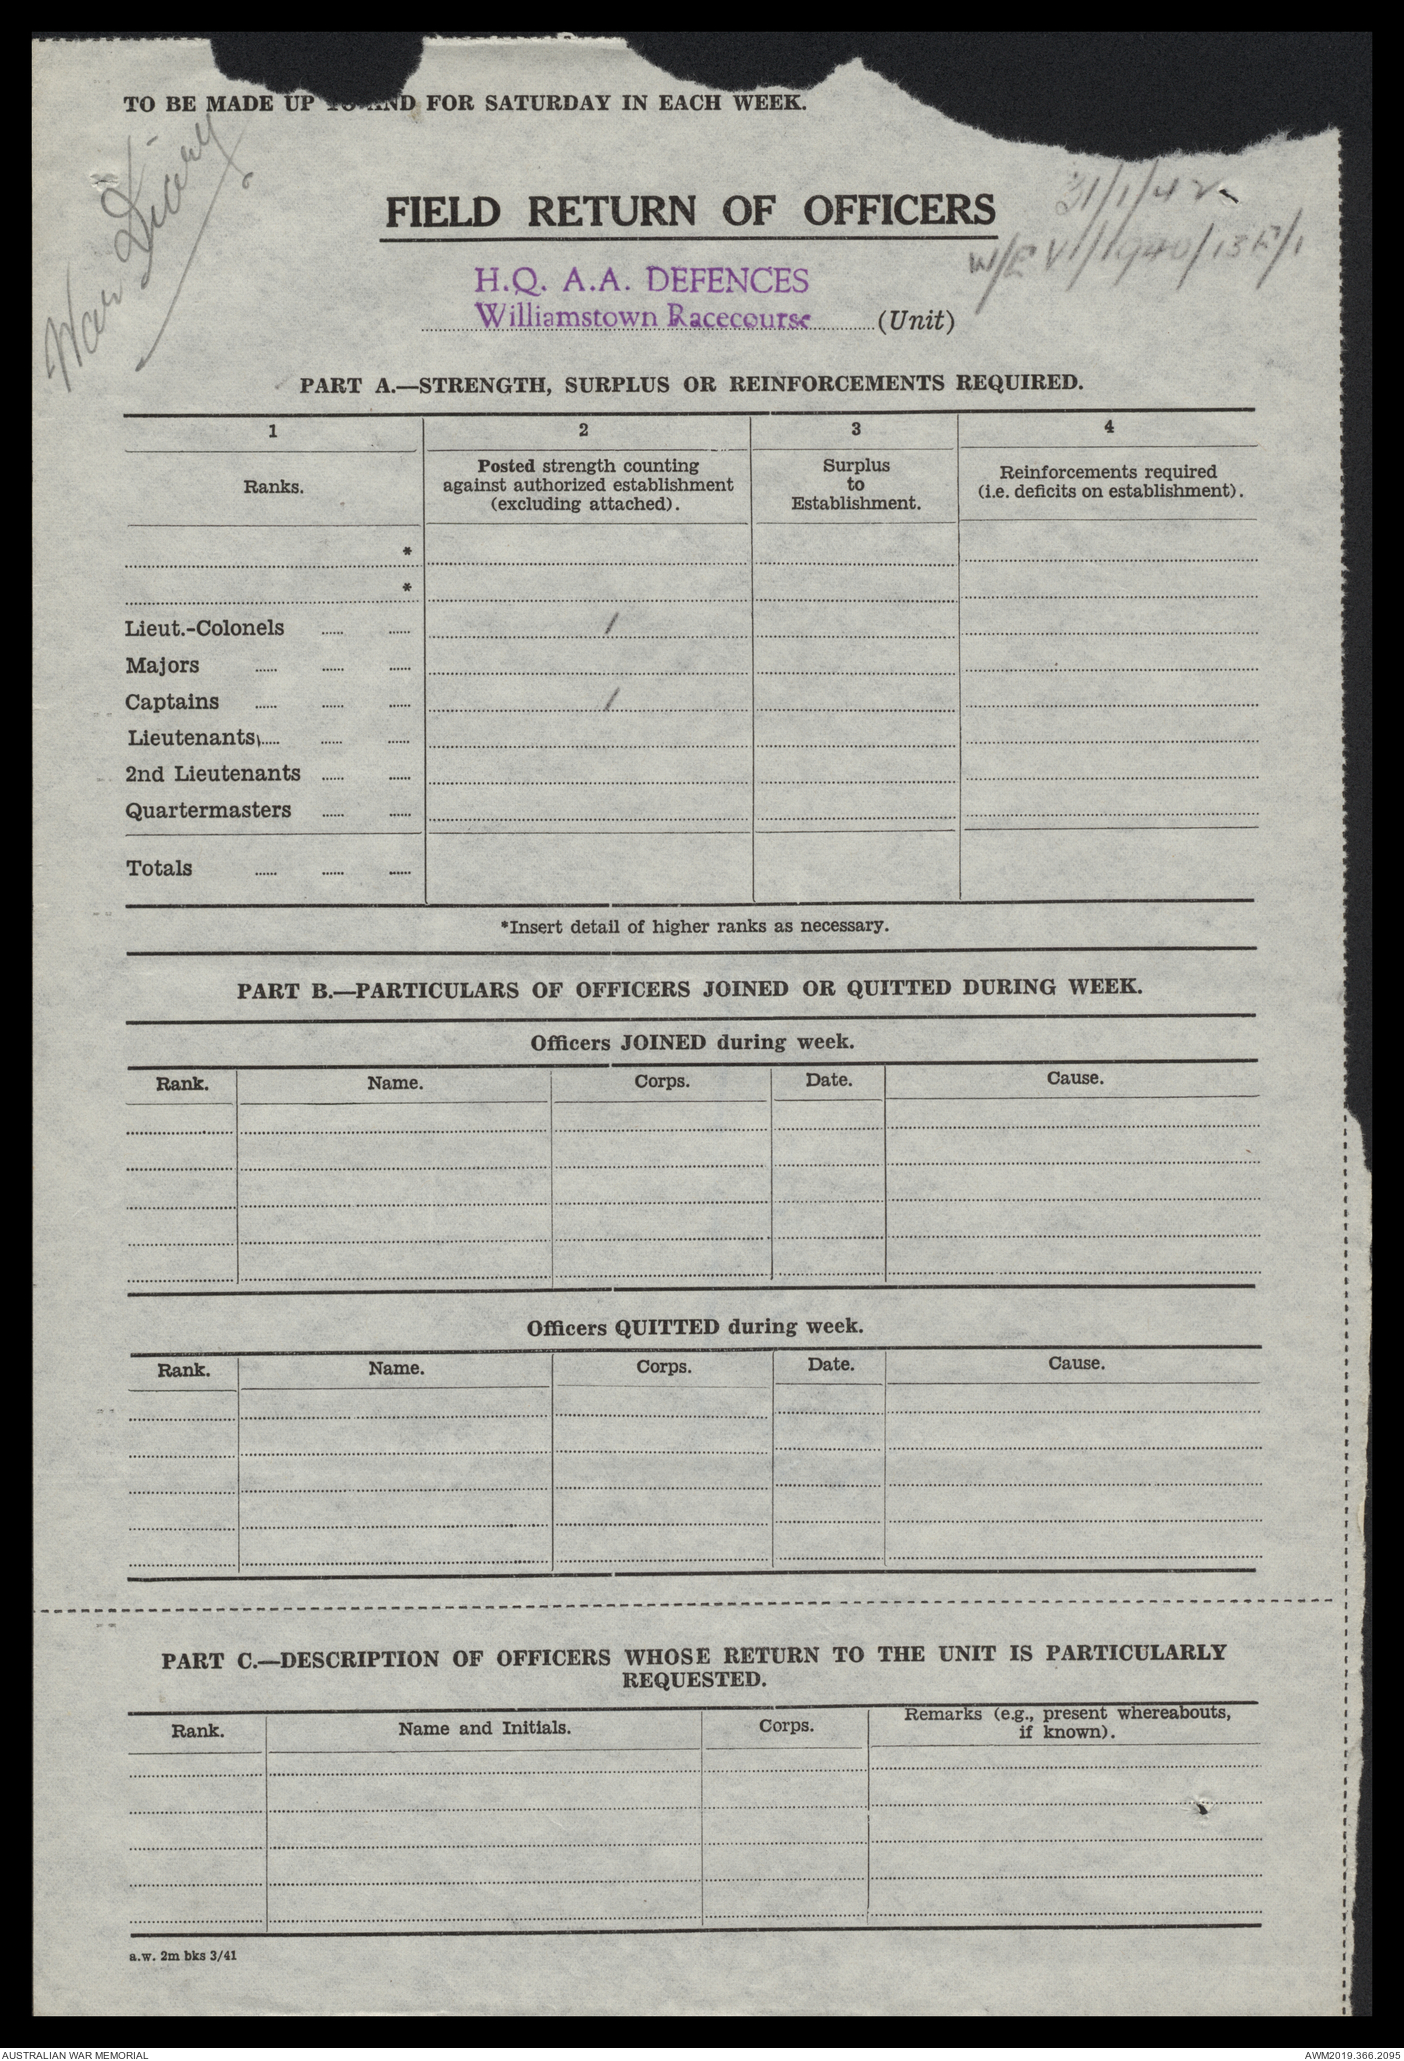 TO BE MADE UP TO AND FOR SATURDAY IN EACH WEEK.
War Diary
31/1/42
W/E VI/1940/13E/1
FIELD RETURN OF OFFICERS
H.Q. A.A. DEFENCES
Williamstown Racecourse (Unit)
PART A.—STRENGTH, SURPLUS OR REINFORCEMENTS REQUIRED.
1 2 3 4
Ranks. Posted strength counting against authorized establishment (excluding attached). Surplus to Establishment. Reinforcements required (i.e. deficits on establishment).
*
*
Lieut.-Colonels ...... ...... /
Majors ...... ...... ......
Captains ...... ...... ...... /
Lieutenants ...... ...... ......
2nd Lieutenants ...... ......
Quartermasters ...... ......
Totals ...... ...... ......
*Insert detail of higher ranks as necessary.
PART B.—PARTICULARS OF OFFICERS JOINED OR QUITTED DURING WEEK.
Officers JOINED during week.
Rank. Name. Corps. Date. Cause.
Officers QUITTED during week.
Rank. Name. Corps. Date. Cause.
PART C.—DESCRIPTION OF OFFICERS WHOSE RETURN TO THE UNIT IS PARTICULARLY
REQUESTED.
Rank. Name and Initials. Corps. Remarks (e.g., present whereabouts, if known).
a.w. 2m bks 3/41
AUSTRALIAN WAR MEMORIAL
AWM2019.366.2095